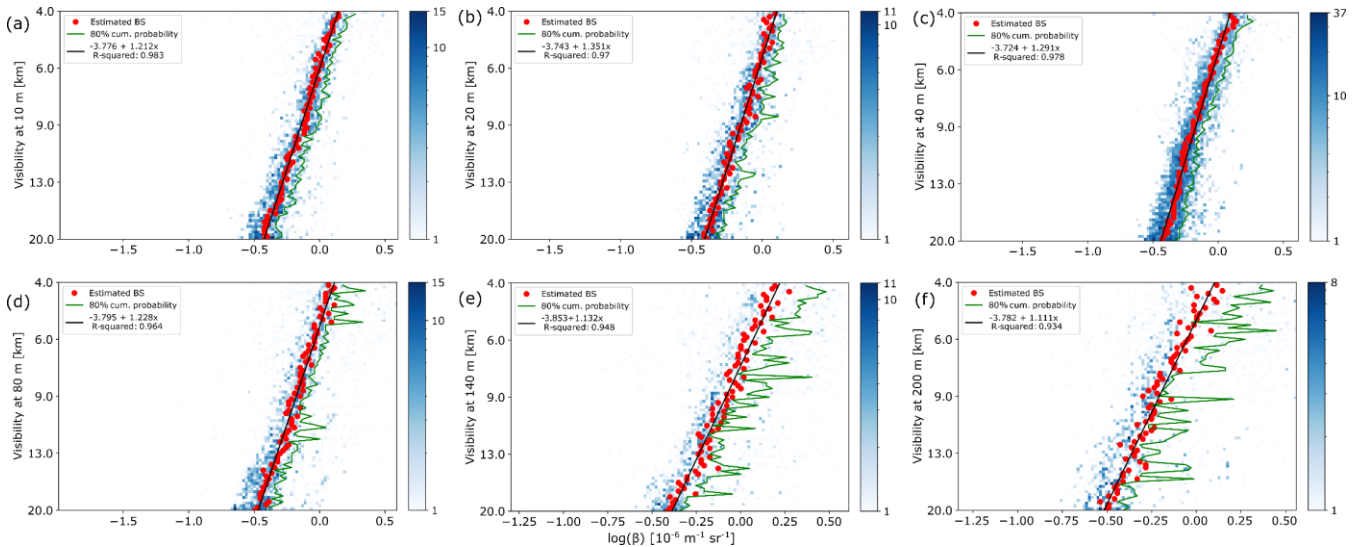 (a)
Estimated BS
80% cum. probability
-3.776 + 1.212x
R-squared: 0.983
Visibility at 10 m [km]
4.0
6.0
9.0
13.0
20.0
−1.5
−1.0
−0.5
0.0
0.5
15
10
1
(b)
Estimated BS
80% cum. probability
-3.743 + 1.351x
R-squared: 0.97
Visibility at 20 m [km]
4.0
6.0
9.0
13.0
20.0
−1.5
−1.0
−0.5
0.0
0.5
11
10
1
(c)
Estimated BS
80% cum. probability
-3.724 + 1.291x
R-squared: 0.978
Visibility at 40 m [km]
4.0
6.0
9.0
13.0
20.0
−1.5
−1.0
−0.5
0.0
0.5
37
10
1
(d)
Estimated BS
80% cum. probability
-3.795 + 1.228x
R-squared: 0.964
Visibility at 80 m [km]
4.0
6.0
9.0
13.0
20.0
−1.5
−1.0
−0.5
0.0
0.5
15
10
1
(e)
Estimated BS
80% cum. probability
-3.853+1.132x
R-squared: 0.948
Visibility at 140 m [km]
4.0
6.0
9.0
13.0
20.0
−1.25
−1.00
−0.75
−0.50
−0.25
0.00
0.25
0.50
log(β) [10⁻⁶ m⁻¹ sr⁻¹]
11
10
1
(f)
Estimated BS
80% cum. probability
-3.782 + 1.111x
R-squared: 0.934
Visibility at 200 m [km]
4.0
6.0
9.0
13.0
20.0
−1.25
−1.00
−0.75
−0.50
−0.25
0.00
0.25
0.50
8
1